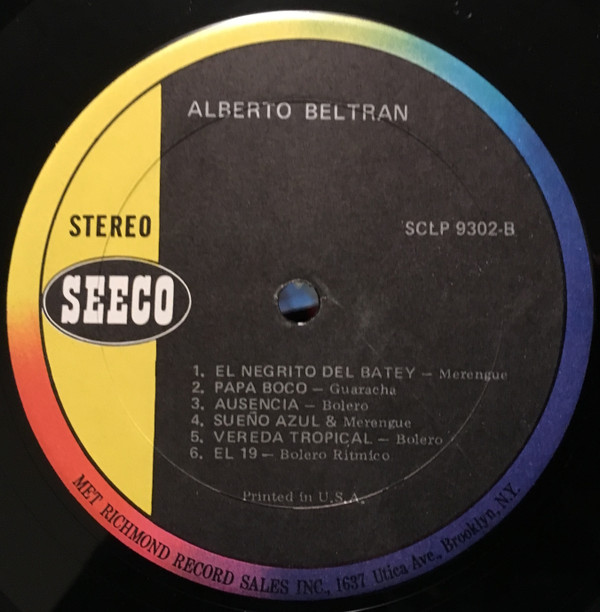 ALBERTO BELTRAN
STEREO
SCLP 9302-B
SEECO
1. EL NEGRITO DEL BATEY – Merengue
2. PAPA BOCO – Guaracha
3. AUSENCIA – Bolero
4. SUEÑO AZUL & Merengue
5. VEREDA TROPICAL – Bolero
6. EL 19 – Bolero Ritmico
Printed in U.S.A.
MET RICHMOND RECORD SALES INC., 1637 Utica Ave., Brooklyn, N.Y.